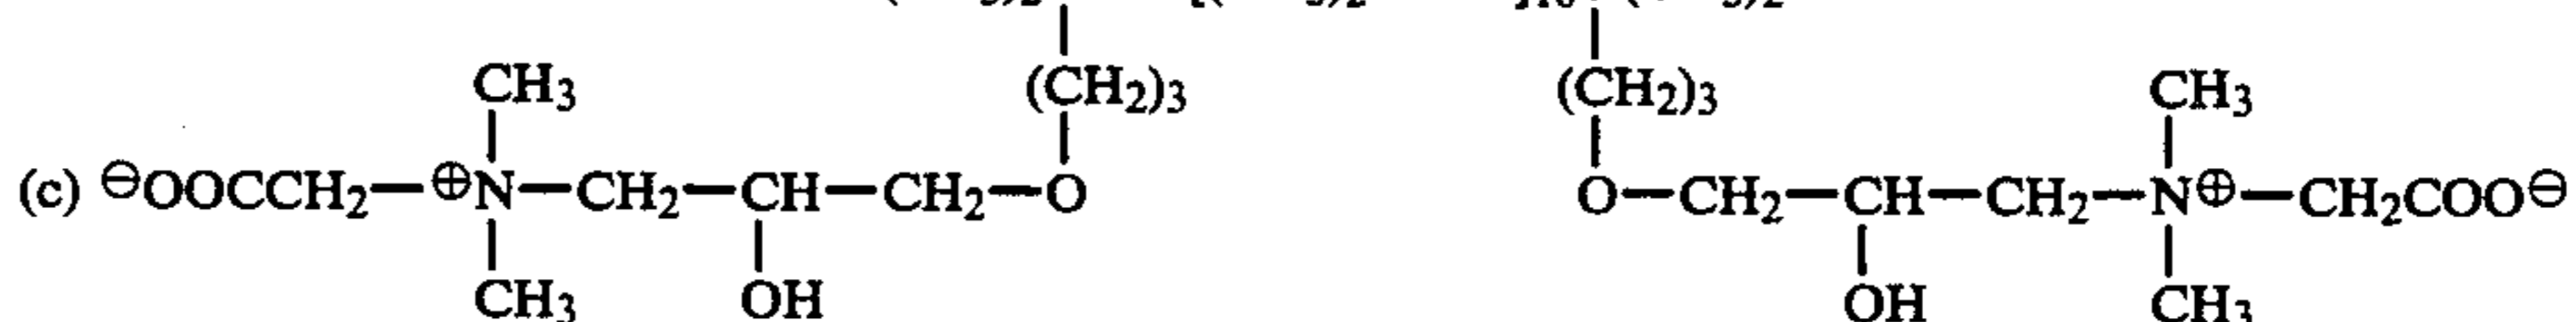 CH3 (CH2)3 (CH2)3 CH3
(c) ⊖OOCCH2—⊕N—CH2—CH—CH2—O O—CH2—CH—CH2—N⊕—CH2COO⊖
CH3 OH OH CH3